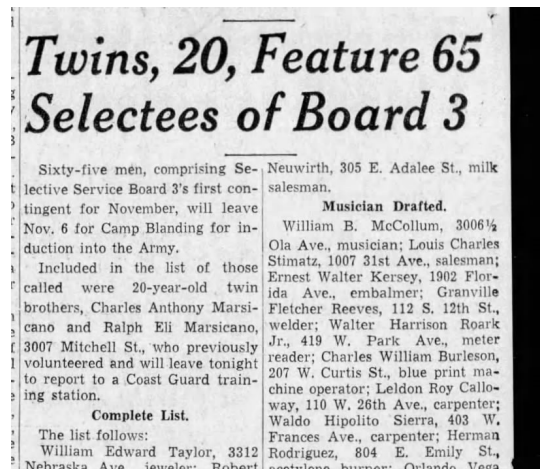 Twins, 20, Feature 65
Selectees of Board 3
Sixty-five men, comprising Se-
lective Service Board 3's first con-
tingent for November, will leave
Nov. 6 for Camp Blanding for in-
duction into the Army.
Included in the list of those
called were 20-year-old twin
brothers, Charles Anthony Marsi-
cano and Ralph Eli Marsicano,
3007 Mitchell St., who previously
volunteered and will leave tonight
to report to a Coast Guard train-
ing station.
Complete List.
The list follows:
William Edward Taylor, 3312
Nebraska Ave., jeweler; Robert
Neuwirth, 305 E. Adalee St., milk
salesman.
Musician Drafted.
William B. McCollum, 3006½
Ola Ave., musician; Louis Charles
Stimatz, 1007 31st Ave., salesman;
Ernest Walter Kersey, 1902 Flor-
ida Ave., embalmer; Granville
Fletcher Reeves, 112 S. 12th St.,
welder; Walter Harrison Roark
Jr., 419 W. Park Ave., meter
reader; Charles William Burleson,
207 W. Curtis St., blue print ma-
chine operator; Leldon Roy Callo-
way, 110 W. 26th Ave., carpenter;
Waldo Hipolito Sierra, 403 W.
Frances Ave., carpenter; Herman
Rodriguez, 804 E. Emily St.,
acetylene burner; Orlando Vega